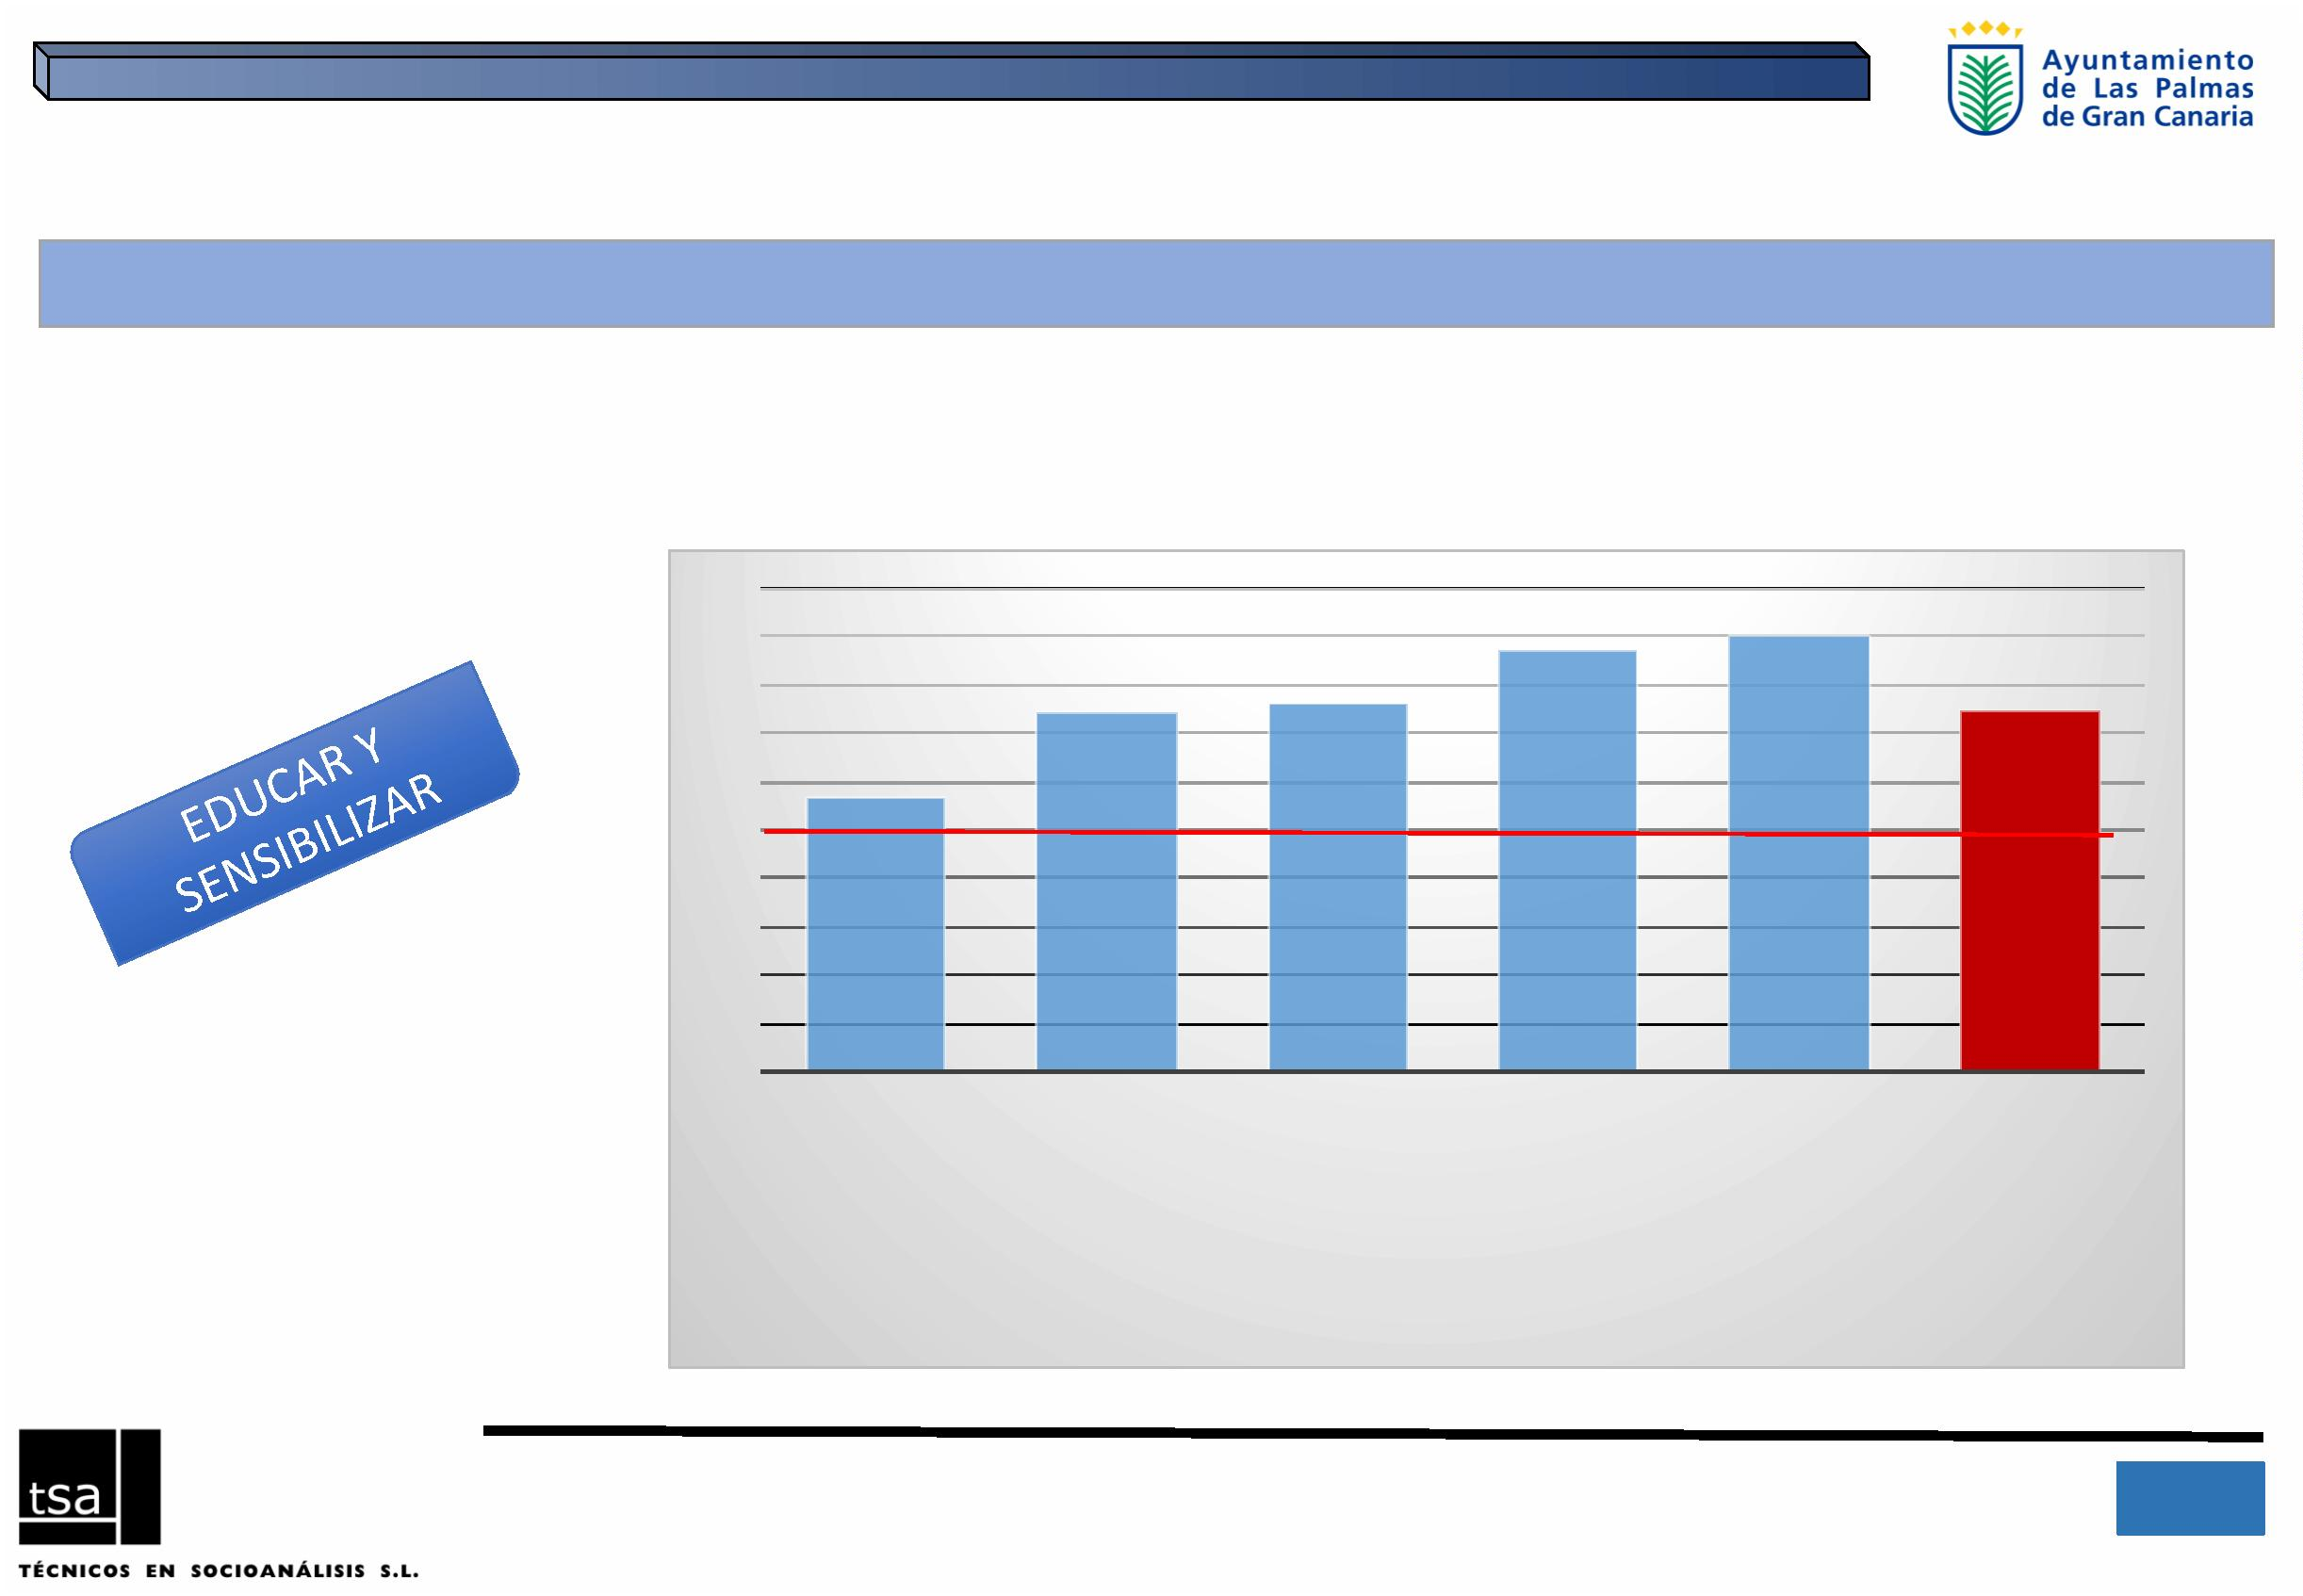 Ayuntamiento
de Las Palmas
de Gran Canaria
EDUCAR Y
SENSIBILIZAR
tsa
TÉCNICOS EN SOCIOANÁLISIS S.L.